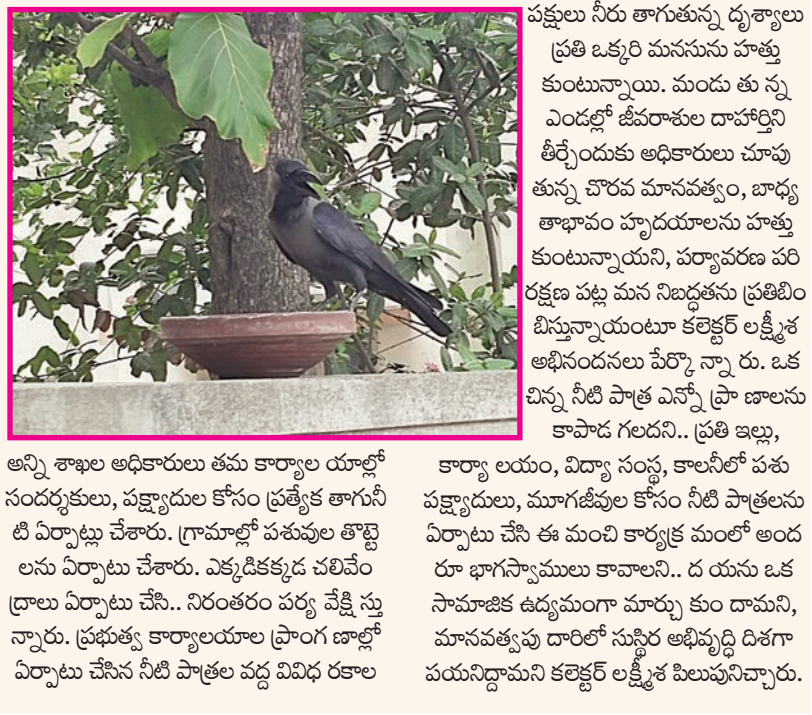 అన్ని శాఖల అధికారులు తమ కార్యాల యాల్లో
సందర్శకులు, పక్ష్యాదుల కోసం ప్రత్యేక తాగునీ
టి ఏర్పాట్లు చేశారు. గ్రామాల్లో పశువుల తొట్టె
లను ఏర్పాటు చేశారు. ఎక్కడికక్కడ చలివేం
ద్రాలు ఏర్పాటు చేసి.. నిరంతరం పర్య వేక్షి స్తు
న్నారు. ప్రభుత్వ కార్యాలయాల ప్రాంగ ణాల్లో
ఏర్పాటు చేసిన నీటి పాత్రల వద్ద వివిధ రకాల
పక్షులు నీరు తాగుతున్న దృశ్యాలు
ప్రతి ఒక్కరి మనసును హత్తు
కుంటున్నాయి. మండు తు న్న
ఎండల్లో జీవరాశుల దాహార్తిని
తీర్చేందుకు అధికారులు చూపు
తున్న చొరవ మానవత్వం, బాధ్య
తాభావం హృదయాలను హత్తు
కుంటున్నాయని, పర్యావరణ పరి
రక్షణ పట్ల మన నిబద్ధతను ప్రతిబిం
బిస్తున్నాయంటూ కలెక్టర్ లక్ష్మీశ
అభినందనలు పేర్కొ న్నా రు. ఒక
చిన్న నీటి పాత్ర ఎన్నో ప్రా ణాలను
కాపాడ గలదని.. ప్రతి ఇల్లు,
కార్యా లయం, విద్యా సంస్థ, కాలనీలో పశు
పక్ష్యాదులు, మూగజీవుల కోసం నీటి పాత్రలను
ఏర్పాటు చేసి ఈ మంచి కార్యక్ర మంలో అంద
రూ భాగస్వాములు కావాలని.. ద యను ఒక
సామాజిక ఉద్యమంగా మార్చు కుం దామని,
మానవత్వపు దారిలో సుస్థిర అభివృద్ధి దిశగా
పయనిద్దామని కలెక్టర్ లక్ష్మీశ పిలుపునిచ్చారు.